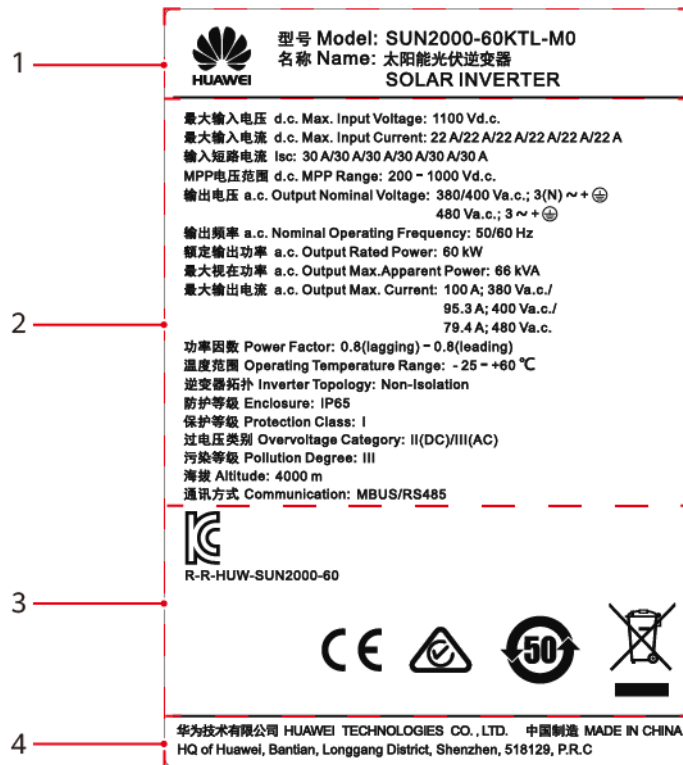 型号 Model: SUN2000-60KTL-M0
名称 Name: 太阳能光伏逆变器
SOLAR INVERTER
HUAWEI
1
最大输入电压 d.c. Max. Input Voltage: 1100 Vd.c.
最大输入电流 d.c. Max. Input Current: 22 A/22 A/22 A/22 A/22 A/22 A
输入短路电流 Isc: 30 A/30 A/30 A/30 A/30 A/30 A
MPP电压范围 d.c. MPP Range: 200 - 1000 Vd.c.
输出电压 a.c. Output Nominal Voltage: 380/400 Va.c.; 3(N) ~ + ⏚
480 Va.c.; 3 ~ + ⏚
输出频率 a.c. Nominal Operating Frequency: 50/60 Hz
额定输出功率 a.c. Output Rated Power: 60 kW
最大视在功率 a.c. Output Max.Apparent Power: 66 kVA
最大输出电流 a.c. Output Max. Current: 100 A; 380 Va.c./
95.3 A; 400 Va.c./
2
79.4 A; 480 Va.c.
功率因数 Power Factor: 0.8(lagging) - 0.8(leading)
温度范围 Operating Temperature Range: - 25 - +60 ℃
逆变器拓扑 Inverter Topology: Non-Isolation
防护等级 Enclosure: IP65
保护等级 Protection Class: I
过电压类别 Overvoltage Category: II(DC)/III(AC)
污染等级 Pollution Degree: III
海拔 Altitude: 4000 m
通讯方式 Communication: MBUS/RS485
R-R-HUW-SUN2000-60
3
CE
50
华为技术有限公司 HUAWEI TECHNOLOGIES CO., LTD. 中国制造 MADE IN CHINA
4
HQ of Huawei, Bantian, Longgang District, Shenzhen, 518129, P.R.C